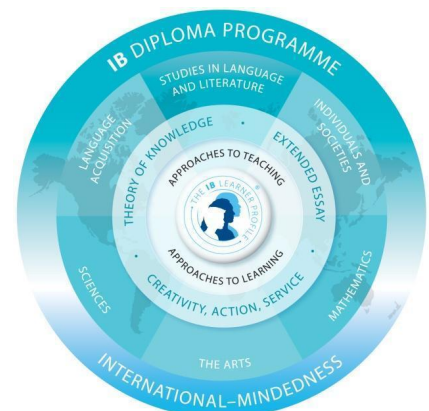 IB DIPLOMA PROGRAMME
STUDIES IN LANGUAGE
AND LITERATURE
LANGUAGE
ACQUISITION
INDIVIDUALS AND
SOCIETIES
THEORY OF KNOWLEDGE
EXTENDED ESSAY
APPROACHES TO TEACHING
THE IB LEARNER PROFILE
®
APPROACHES TO LEARNING
CREATIVITY, ACTION, SERVICE
SCIENCES
MATHEMATICS
THE ARTS
INTERNATIONAL–MINDEDNESS